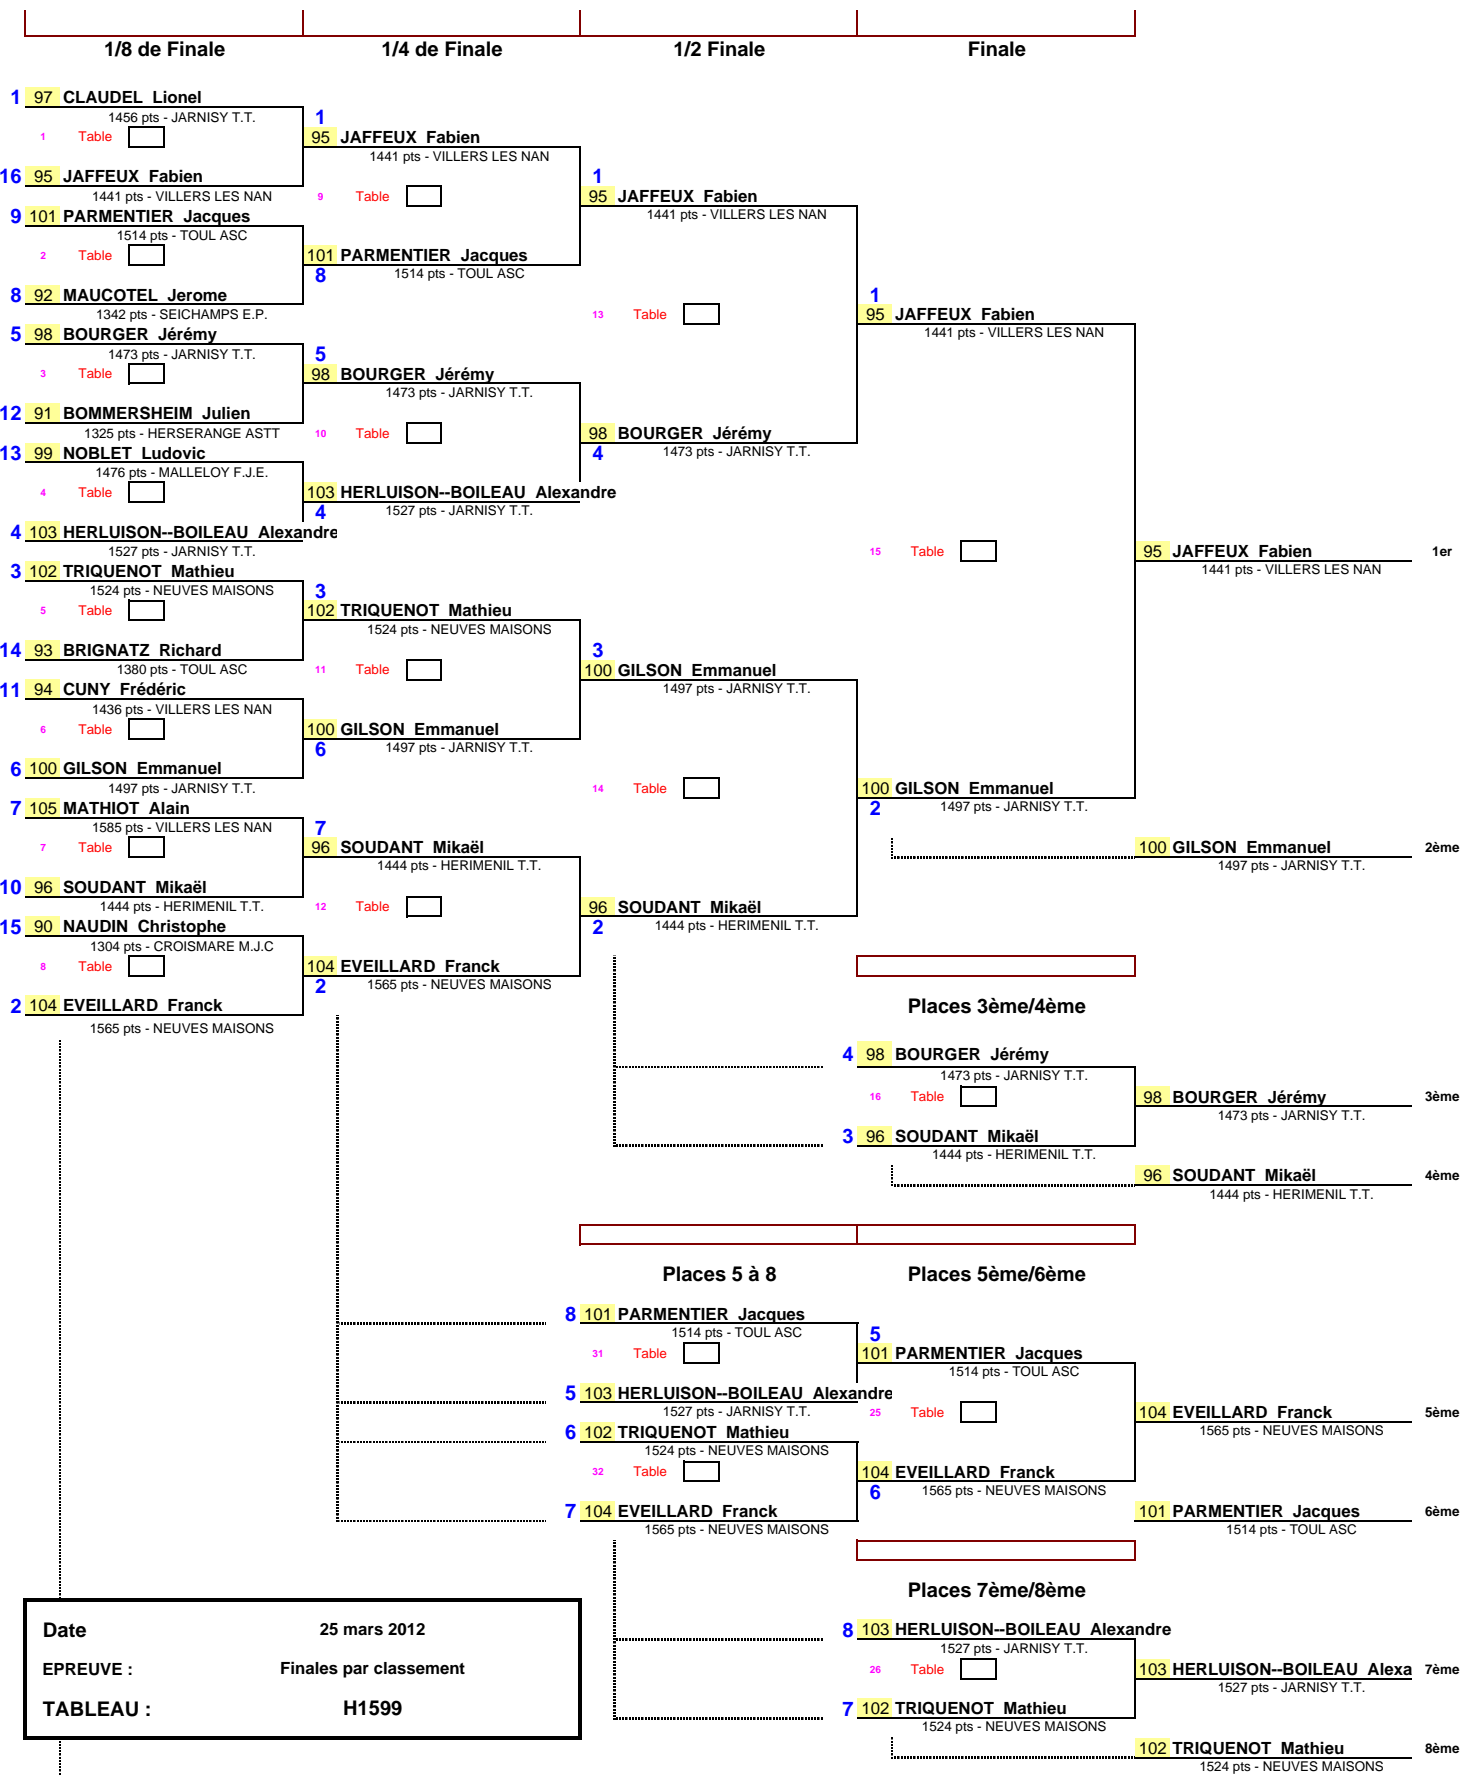 1/8 de Finale
1/4 de Finale
1/2 Finale
Finale
1 97 CLAUDEL Lionel
1456 pts - JARNISY T.T.
1 Table
16 95 JAFFEUX Fabien
1441 pts - VILLERS LES NAN
9 101 PARMENTIER Jacques
1514 pts - TOUL ASC
2 Table
8 92 MAUCOTEL Jerome
1342 pts - SEICHAMPS E.P.
5 98 BOURGER Jérémy
1473 pts - JARNISY T.T.
3 Table
12 91 BOMMERSHEIM Julien
1325 pts - HERSERANGE ASTT
13 99 NOBLET Ludovic
1476 pts - MALLELOY F.J.E.
4 Table
4 103 HERLUISON--BOILEAU Alexandre
1527 pts - JARNISY T.T.
3 102 TRIQUENOT Mathieu
1524 pts - NEUVES MAISONS
5 Table
14 93 BRIGNATZ Richard
1380 pts - TOUL ASC
11 94 CUNY Frédéric
1436 pts - VILLERS LES NAN
6 Table
6 100 GILSON Emmanuel
1497 pts - JARNISY T.T.
7 105 MATHIOT Alain
1585 pts - VILLERS LES NAN
7 Table
10 96 SOUDANT Mikaël
1444 pts - HERIMENIL T.T.
15 90 NAUDIN Christophe
1304 pts - CROISMARE M.J.C
8 Table
2 104 EVEILLARD Franck
1565 pts - NEUVES MAISONS
1
95 JAFFEUX Fabien
1441 pts - VILLERS LES NAN
9 Table
101 PARMENTIER Jacques
8 1514 pts - TOUL ASC
5
98 BOURGER Jérémy
1473 pts - JARNISY T.T.
10 Table
103 HERLUISON--BOILEAU Alexandre
4 1527 pts - JARNISY T.T.
3
102 TRIQUENOT Mathieu
1524 pts - NEUVES MAISONS
11 Table
100 GILSON Emmanuel
6 1497 pts - JARNISY T.T.
7
96 SOUDANT Mikaël
1444 pts - HERIMENIL T.T.
12 Table
104 EVEILLARD Franck
2 1565 pts - NEUVES MAISONS
1
95 JAFFEUX Fabien
1441 pts - VILLERS LES NAN
13 Table
98 BOURGER Jérémy
4 1473 pts - JARNISY T.T.
3
100 GILSON Emmanuel
1497 pts - JARNISY T.T.
14 Table
96 SOUDANT Mikaël
2 1444 pts - HERIMENIL T.T.
1
95 JAFFEUX Fabien
1441 pts - VILLERS LES NAN
15 Table
100 GILSON Emmanuel
2 1497 pts - JARNISY T.T.
95 JAFFEUX Fabien 1er
1441 pts - VILLERS LES NAN
100 GILSON Emmanuel 2ème
1497 pts - JARNISY T.T.
Places 3ème/4ème
4 98 BOURGER Jérémy
1473 pts - JARNISY T.T.
16 Table
3 96 SOUDANT Mikaël
1444 pts - HERIMENIL T.T.
98 BOURGER Jérémy 3ème
1473 pts - JARNISY T.T.
96 SOUDANT Mikaël 4ème
1444 pts - HERIMENIL T.T.
Places 5 à 8
Places 5ème/6ème
8 101 PARMENTIER Jacques
1514 pts - TOUL ASC
31 Table
5 103 HERLUISON--BOILEAU Alexandre
1527 pts - JARNISY T.T.
6 102 TRIQUENOT Mathieu
1524 pts - NEUVES MAISONS
32 Table
7 104 EVEILLARD Franck
1565 pts - NEUVES MAISONS
5
101 PARMENTIER Jacques
1514 pts - TOUL ASC
25 Table
104 EVEILLARD Franck
6 1565 pts - NEUVES MAISONS
104 EVEILLARD Franck 5ème
1565 pts - NEUVES MAISONS
101 PARMENTIER Jacques 6ème
1514 pts - TOUL ASC
Places 7ème/8ème
8 103 HERLUISON--BOILEAU Alexandre
1527 pts - JARNISY T.T.
26 Table
7 102 TRIQUENOT Mathieu
1524 pts - NEUVES MAISONS
103 HERLUISON--BOILEAU Alexa 7ème
1527 pts - JARNISY T.T.
102 TRIQUENOT Mathieu 8ème
1524 pts - NEUVES MAISONS
Date 25 mars 2012
EPREUVE : Finales par classement
TABLEAU : H1599